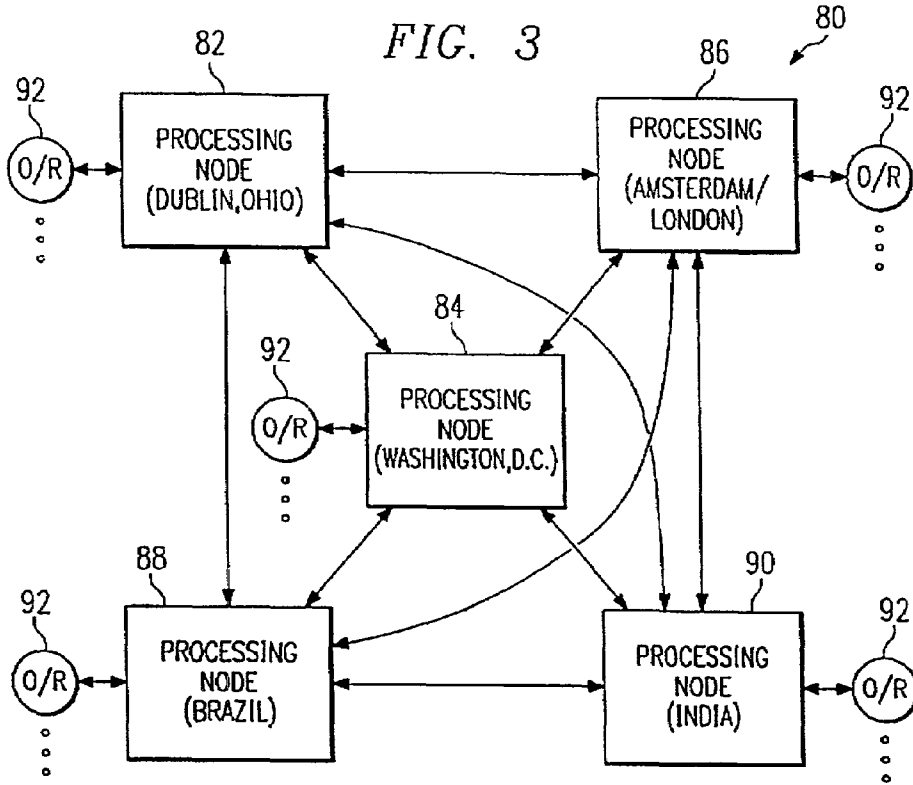 FIG. 3
80
82
86
92
92
PROCESSING
NODE
(DUBLIN,OHIO)
PROCESSING
NODE
(AMSTERDAM/
LONDON)
O/R
O/R
84
92
PROCESSING
NODE
(WASHINGTON,D.C.)
O/R
88
90
92
92
PROCESSING
NODE
(BRAZIL)
PROCESSING
NODE
(INDIA)
O/R
O/R